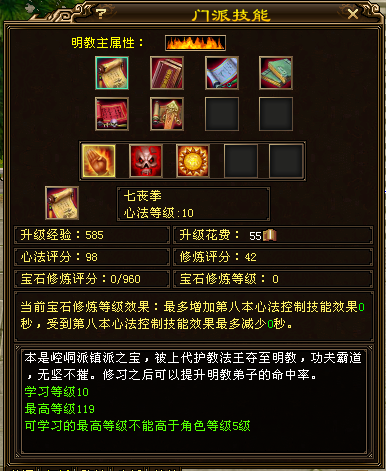 ? 门派技能
明教主属性：
七丧拳
心法等级:10
升级经验：585
升级花费： 55
心法评分：98
修炼评分：42
宝石修炼评分：0/960
宝石修炼等级：0
当前宝石修炼等级效果：最多增加第八本心法控制技能效果0
秒，受到第八本心法控制技能效果最多减少0秒。
本是崆峒派镇派之宝，被上代护教法王夺至明教，功夫霸道
，无坚不摧。修习之后可以提升明教弟子的命中率。
学习等级10
最高等级119
可学习的最高等级不能高于角色等级5级